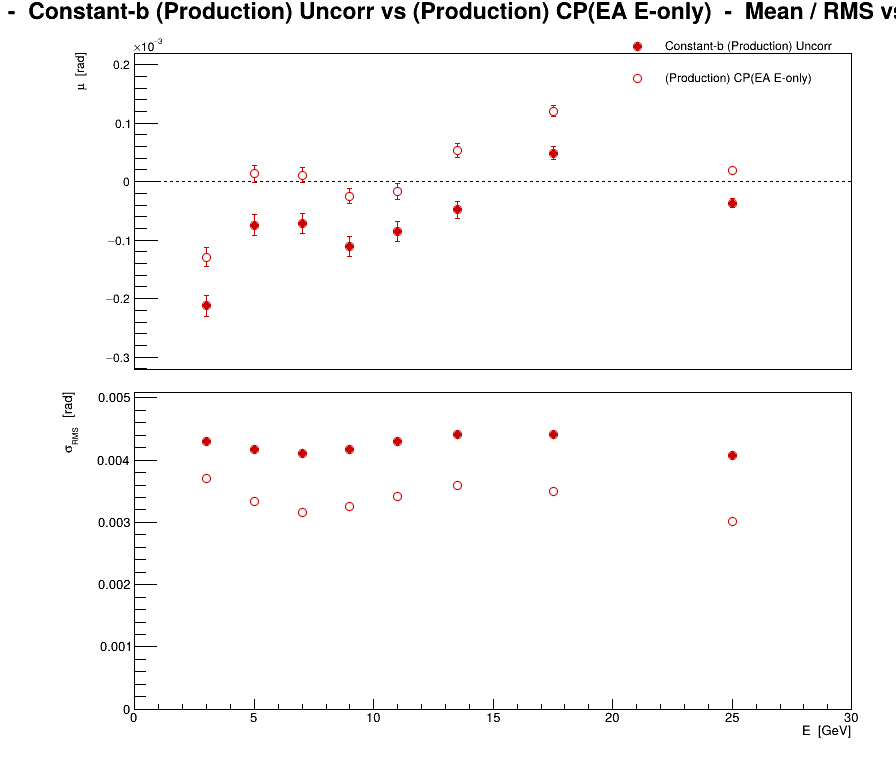 -  Constant-b (Production) Uncorr vs (Production) CP(EA E-only)  -  Mean / RMS vs
×10⁻³
Constant-b (Production) Uncorr
(Production) CP(EA E-only)
μ [rad]
0.2
0.1
0
−0.1
−0.2
−0.3
σRMS [rad]
0.005
0.004
0.003
0.002
0.001
0
0 5 10 15 20 25 30
E [GeV]